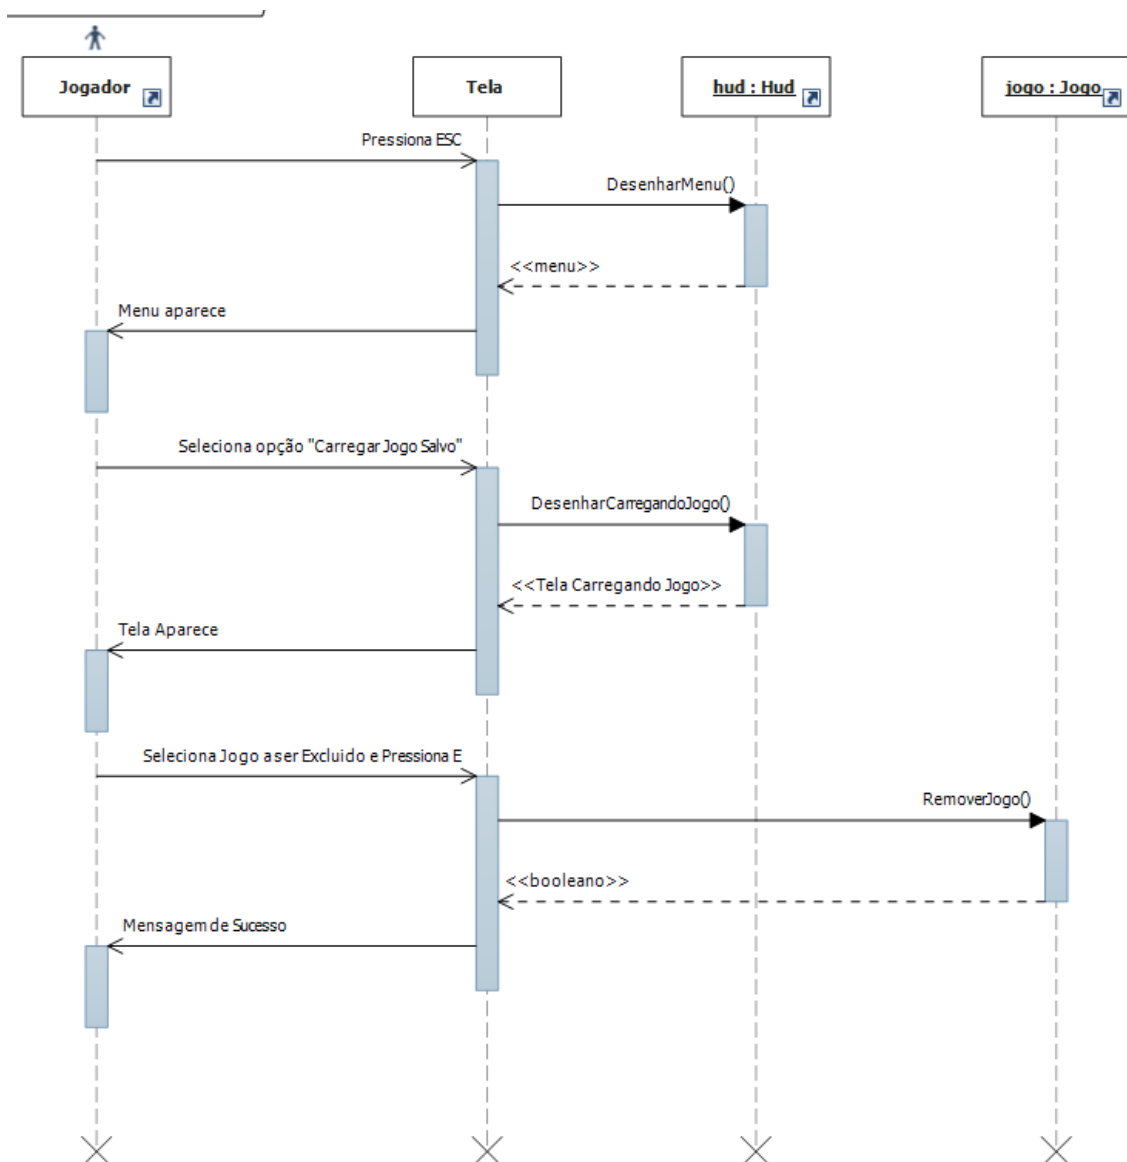 Jogador
Tela
hud : Hud
jogo : Jogo
Pressiona ESC
DesenharMenu()
<<menu>>
Menu aparece
Seleciona opção "Carregar Jogo Salvo"
DesenharCarregandoJogo()
<<Tela Carregando Jogo>>
Tela Aparece
Seleciona Jogo a ser Excluido e Pressiona E
RemoverJogo()
<<booleano>>
Mensagem de Sucesso